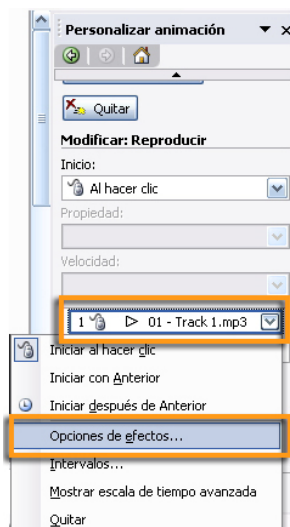 Personalizar animación
Quitar
Modificar: Reproducir
Inicio:
Al hacer clic
Propiedad:
Velocidad:
1 01 - Track 1.mp3
Iniciar al hacer clic
Iniciar con Anterior
Iniciar después de Anterior
Opciones de efectos...
Intervalos...
Mostrar escala de tiempo avanzada
Quitar